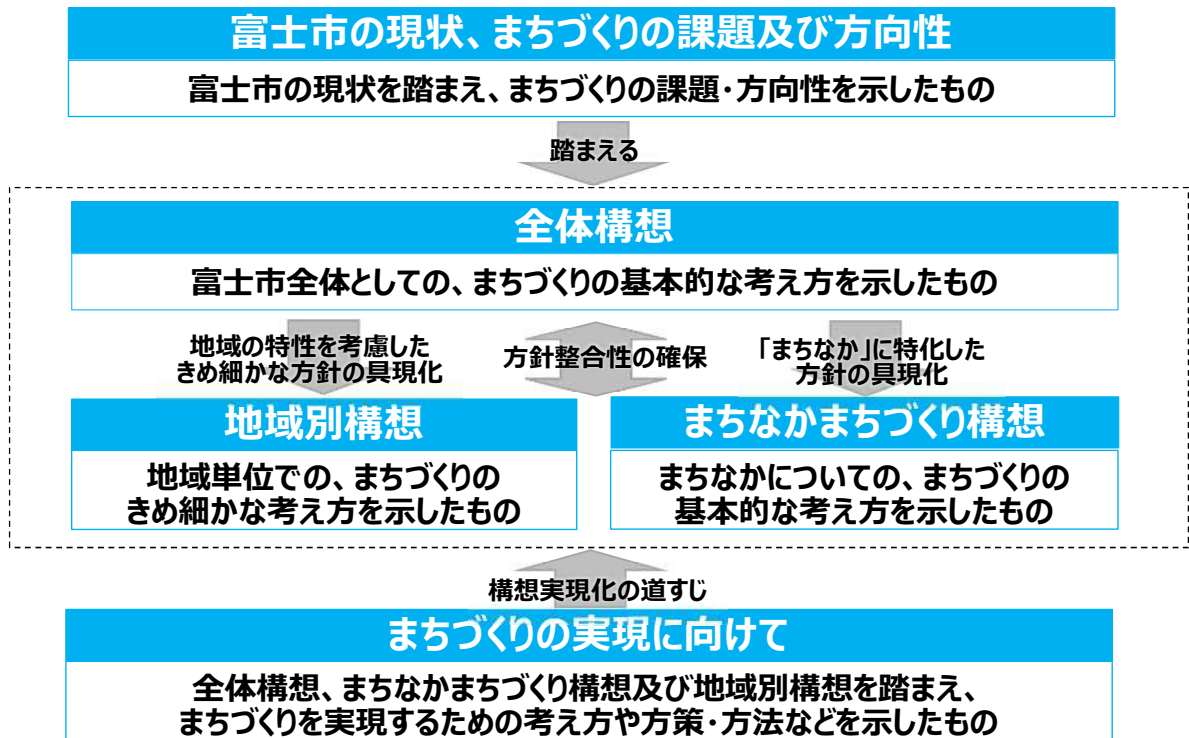 富士市の現状、まちづくりの課題及び方向性
富士市の現状を踏まえ、まちづくりの課題・方向性を示したもの
踏まえる
全体構想
富士市全体としての、まちづくりの基本的な考え方を示したもの
地域の特性を考慮した
きめ細かな方針の具現化
方針整合性の確保
「まちなか」に特化した
方針の具現化
地域別構想
地域単位での、まちづくりの
きめ細かな考え方を示したもの
まちなかまちづくり構想
まちなかについての、まちづくりの
基本的な考え方を示したもの
構想実現化の道すじ
まちづくりの実現に向けて
全体構想、まちなかまちづくり構想及び地域別構想を踏まえ、
まちづくりを実現するための考え方や方策・方法などを示したもの